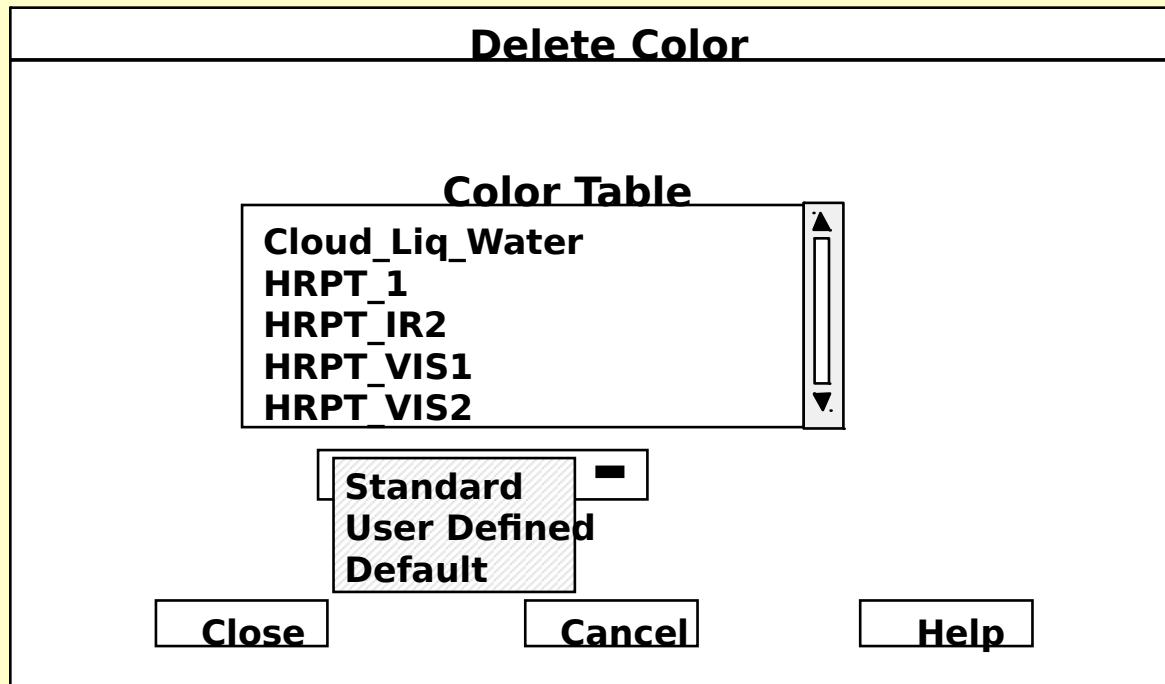 Delete Color
Color Table
Cloud_Liq_Water
HRPT_1
HRPT_IR2
HRPT_VIS1
HRPT_VIS2
Standard
User Defined
Default
Close
Cancel
Help